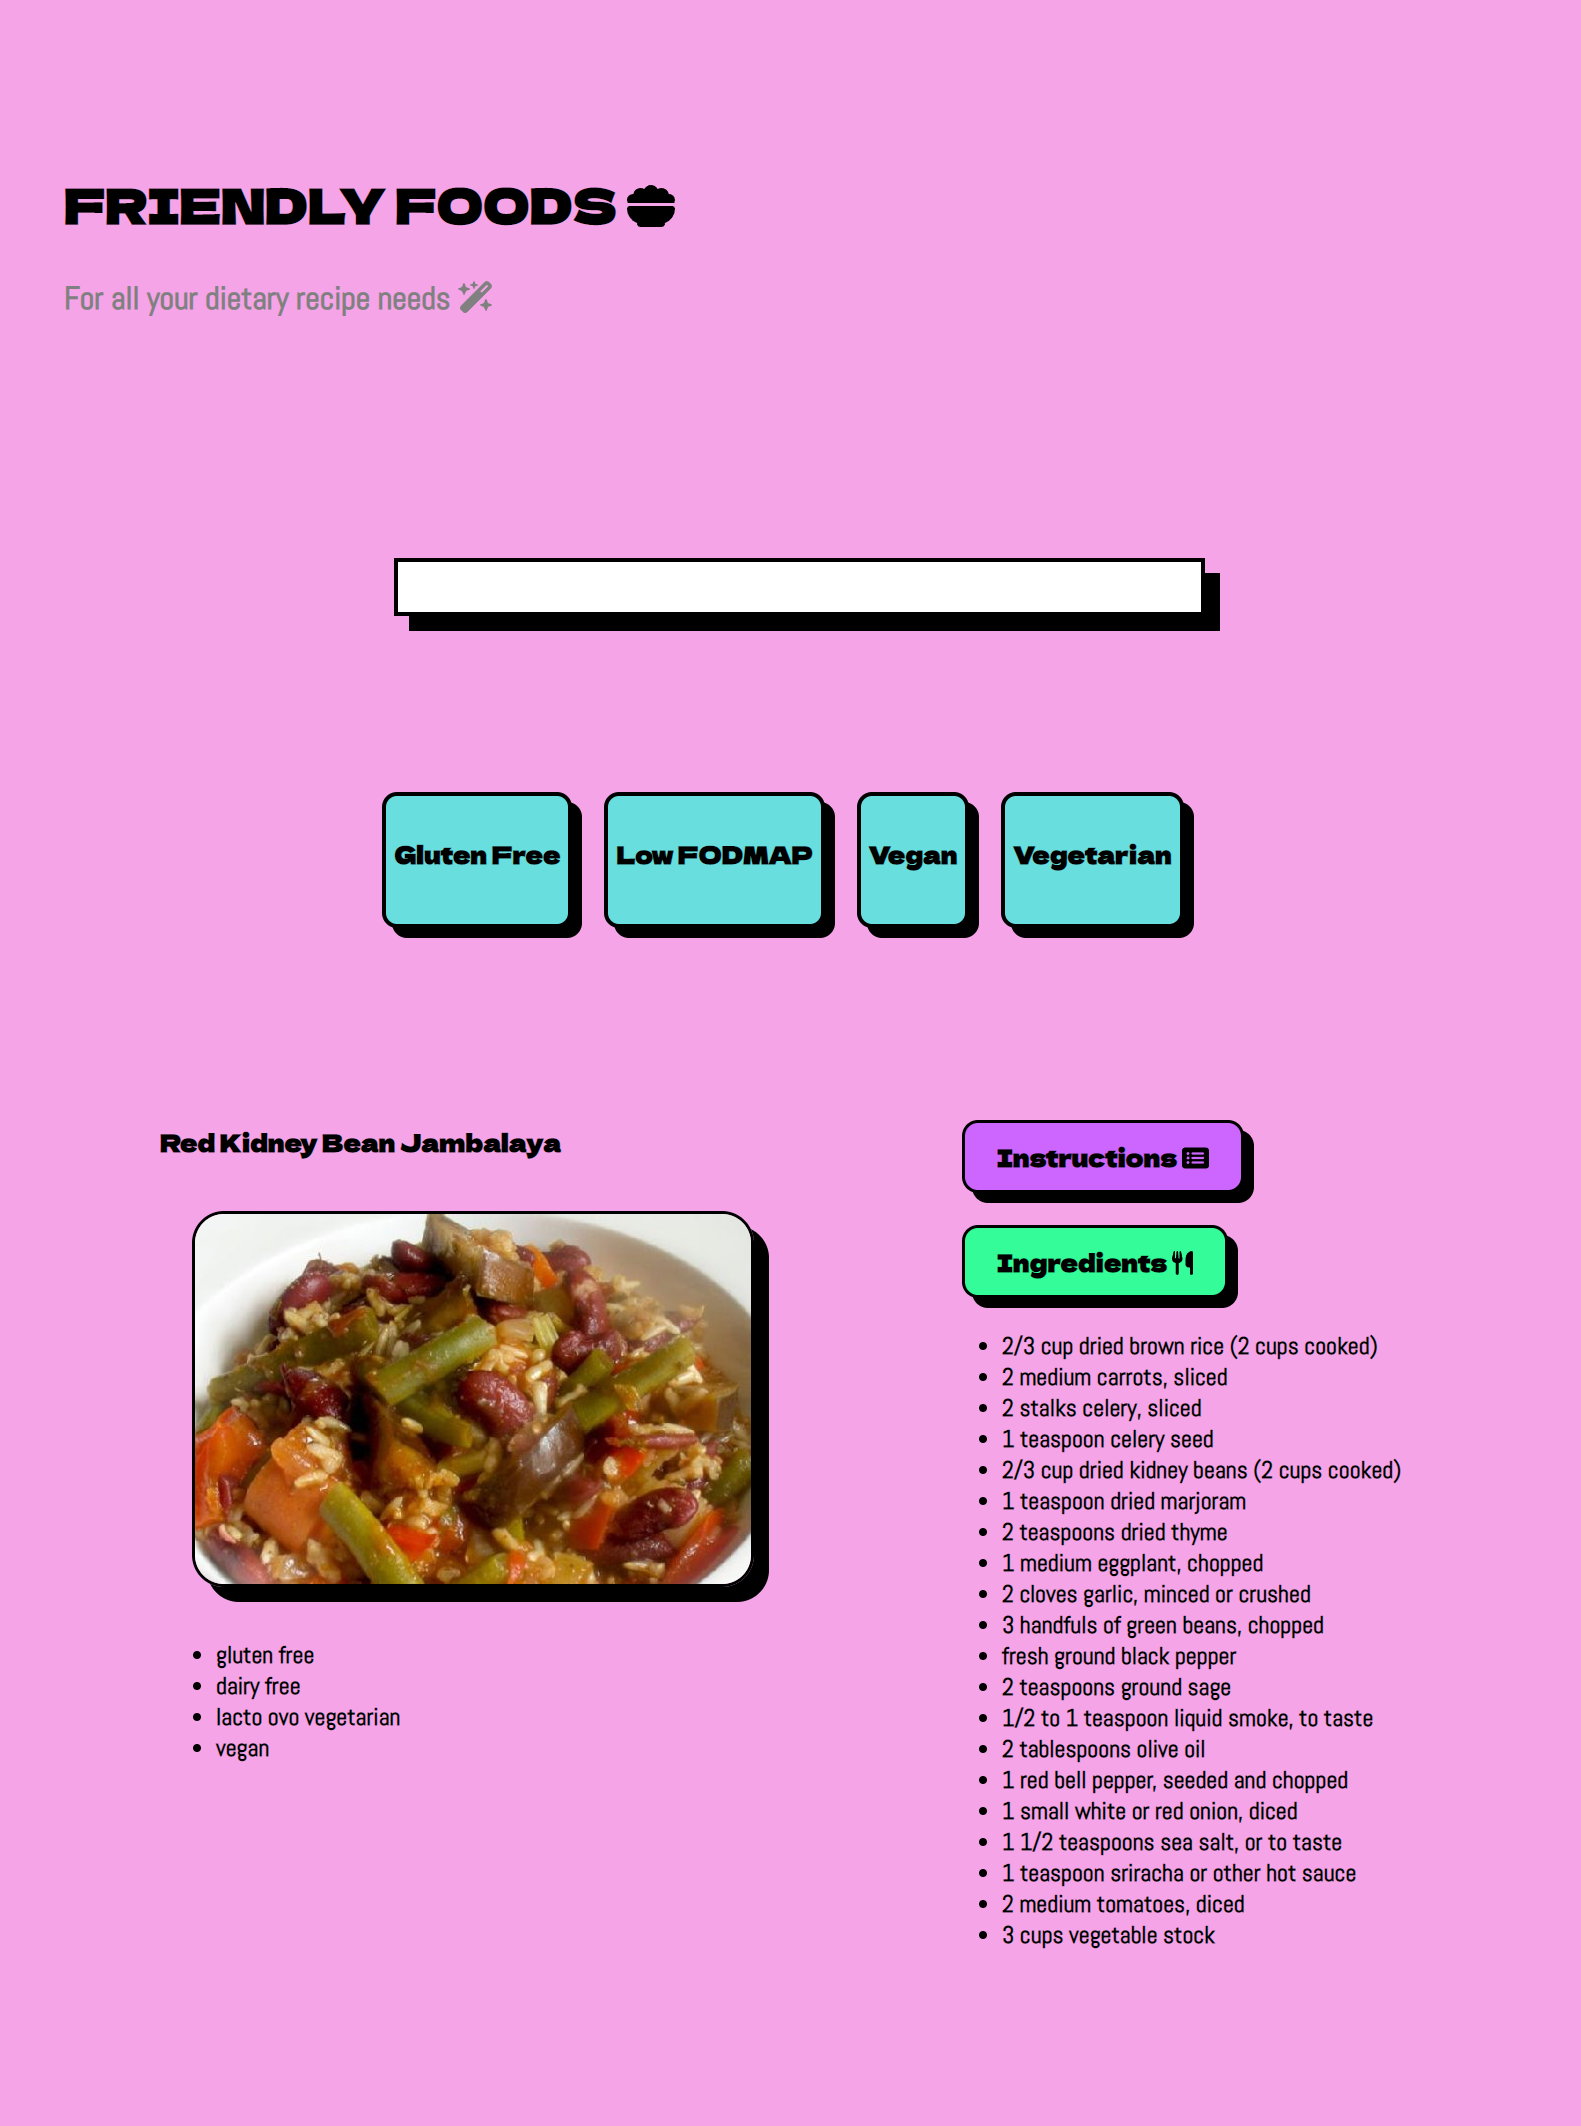 FRIENDLY FOODS
For all your dietary recipe needs
Gluten Free
Low FODMAP
Vegan
Vegetarian
Red Kidney Bean Jambalaya
gluten free
dairy free
lacto ovo vegetarian
vegan
Instructions
Ingredients
2/3 cup dried brown rice (2 cups cooked)
2 medium carrots, sliced
2 stalks celery, sliced
1 teaspoon celery seed
2/3 cup dried kidney beans (2 cups cooked)
1 teaspoon dried marjoram
2 teaspoons dried thyme
1 medium eggplant, chopped
2 cloves garlic, minced or crushed
3 handfuls of green beans, chopped
fresh ground black pepper
2 teaspoons ground sage
1/2 to 1 teaspoon liquid smoke, to taste
2 tablespoons olive oil
1 red bell pepper, seeded and chopped
1 small white or red onion, diced
1 1/2 teaspoons sea salt, or to taste
1 teaspoon sriracha or other hot sauce
2 medium tomatoes, diced
3 cups vegetable stock